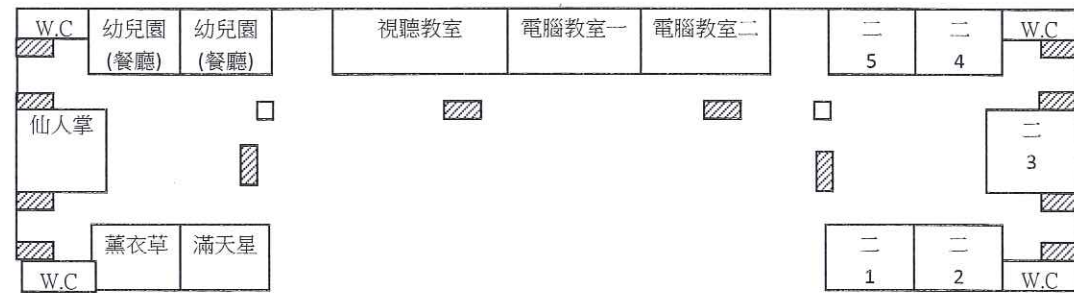 W.C
幼兒園
(餐廳)
幼兒園
(餐廳)
視聽教室
電腦教室一
電腦教室二
二
5
二
4
W.C
仙人掌
二
3
薰衣草
滿天星
二
1
二
2
W.C
W.C